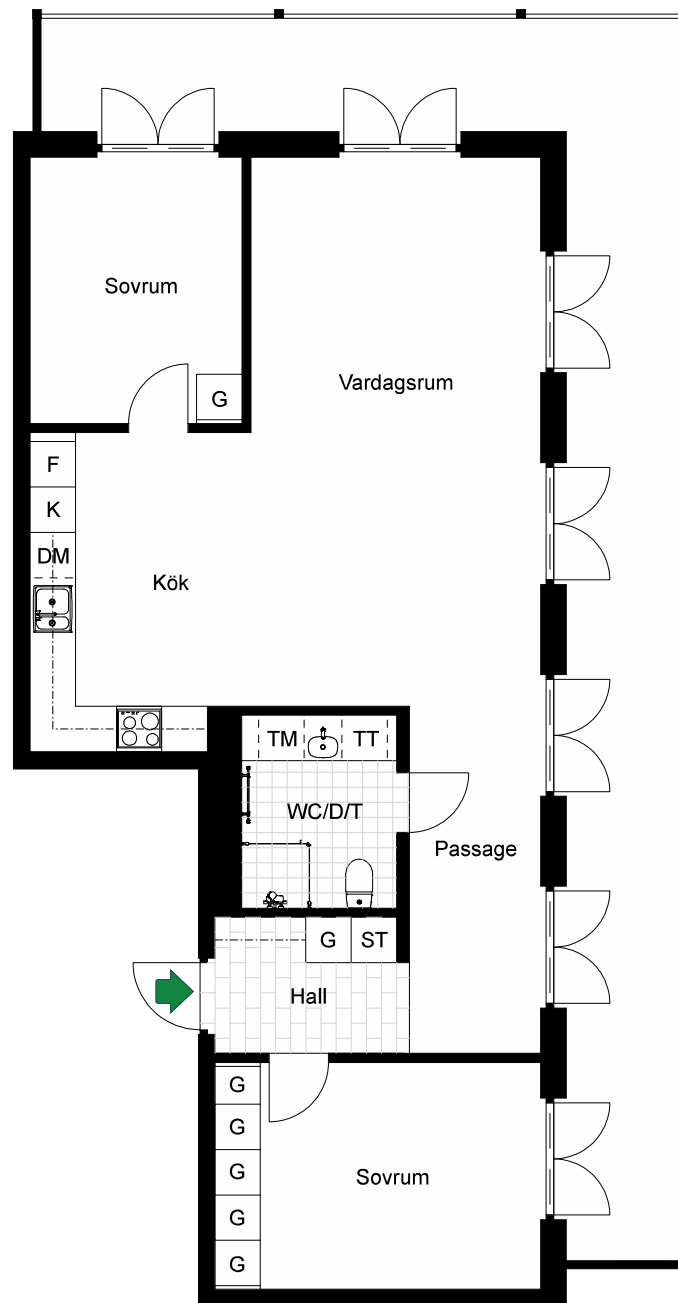 Sovrum
G
Vardagsrum
F
K
DM
Kök
TM
TT
WC/D/T
Passage
G
ST
Hall
G
G
G
G
G
Sovrum